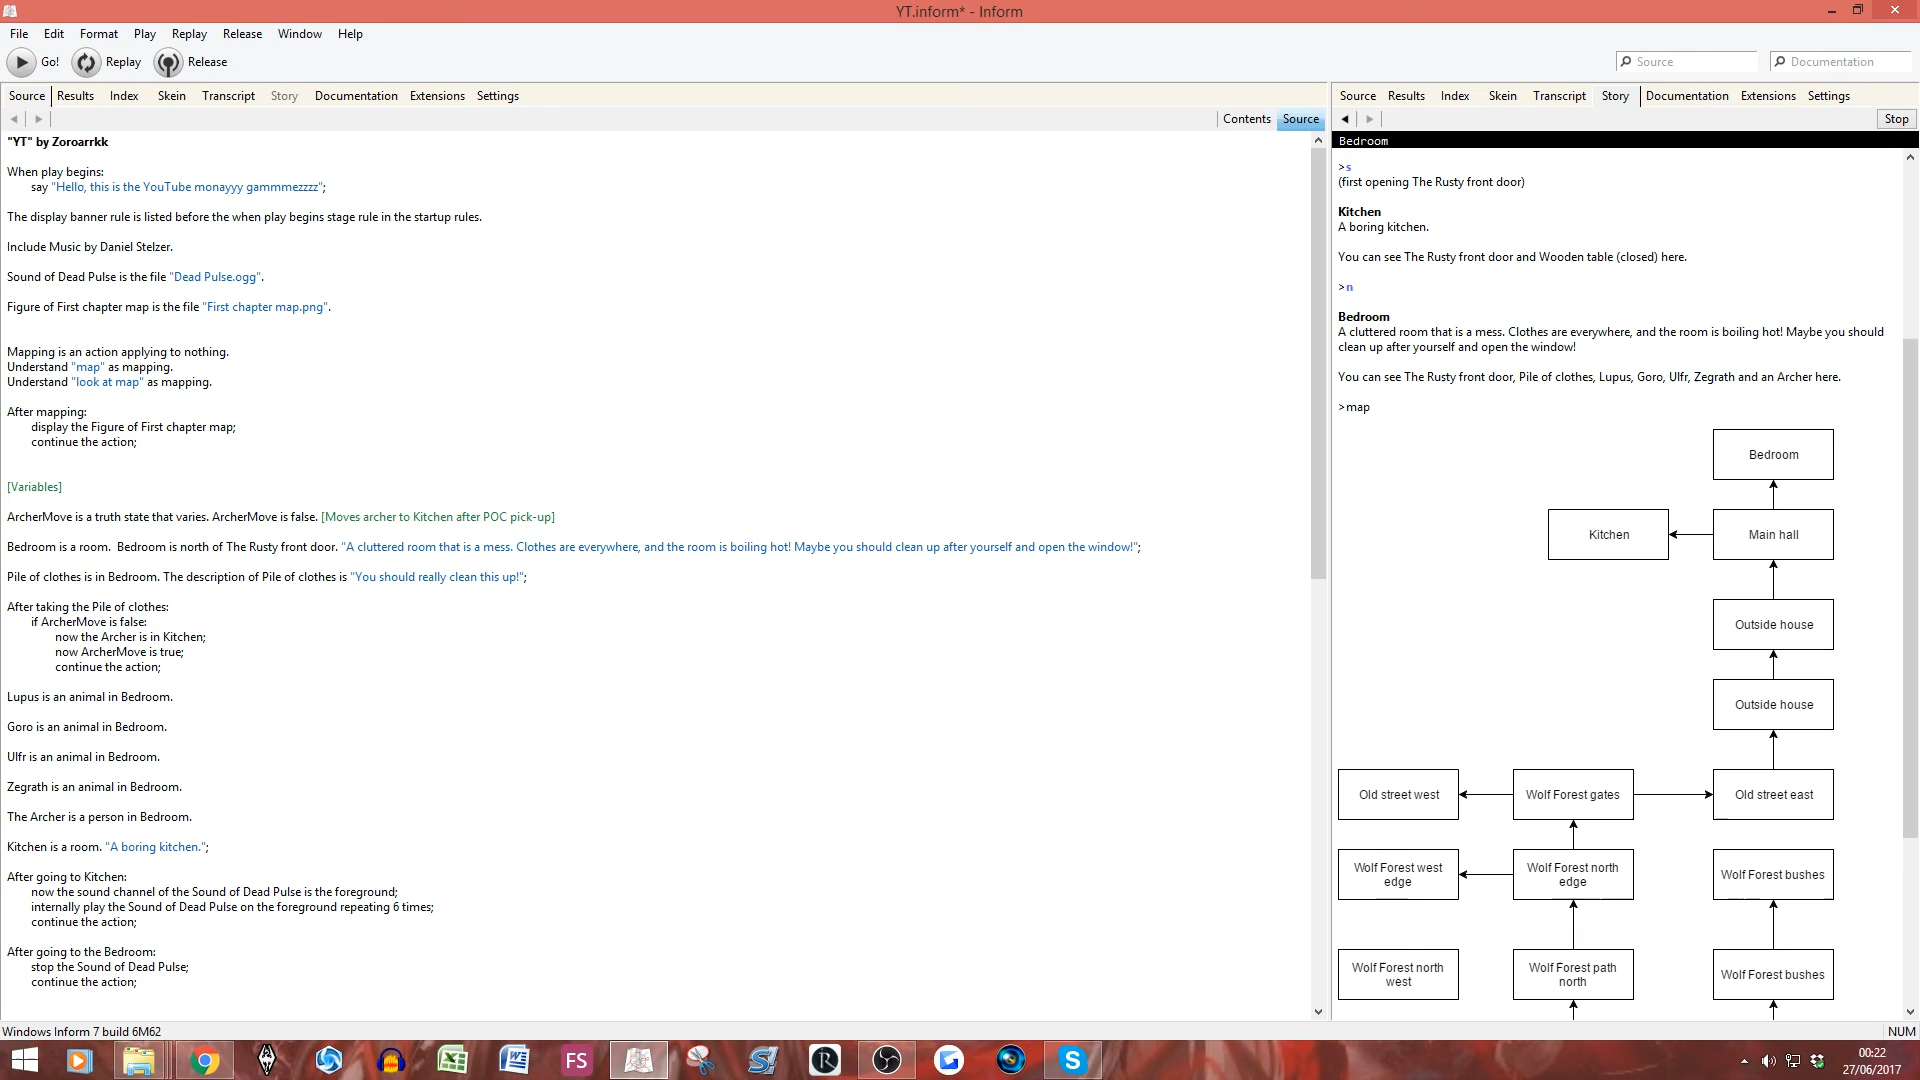 YT.inform* - Inform
File Edit Format Play Replay Release Window Help
Go! Replay Release
Source Documentation
Source Results Index Skein Transcript Story Documentation Extensions Settings
Contents Source
"YT" by Zoroarrkk
When play begins:
say "Hello, this is the YouTube monayyy gammmezzzz";
The display banner rule is listed before the when play begins stage rule in the startup rules.
Include Music by Daniel Stelzer.
Sound of Dead Pulse is the file "Dead Pulse.ogg".
Figure of First chapter map is the file "First chapter map.png".
Mapping is an action applying to nothing.
Understand "map" as mapping.
Understand "look at map" as mapping.
After mapping:
display the Figure of First chapter map;
continue the action;
[Variables]
ArcherMove is a truth state that varies. ArcherMove is false. [Moves archer to Kitchen after POC pick-up]
Bedroom is a room.  Bedroom is north of The Rusty front door. "A cluttered room that is a mess. Clothes are everywhere, and the room is boiling hot! Maybe you should clean up after yourself and open the window!";
Pile of clothes is in Bedroom. The description of Pile of clothes is "You should really clean this up!";
After taking the Pile of clothes:
if ArcherMove is false:
now the Archer is in Kitchen;
now ArcherMove is true;
continue the action;
Lupus is an animal in Bedroom.
Goro is an animal in Bedroom.
Ulfr is an animal in Bedroom.
Zegrath is an animal in Bedroom.
The Archer is a person in Bedroom.
Kitchen is a room. "A boring kitchen.";
After going to Kitchen:
now the sound channel of the Sound of Dead Pulse is the foreground;
internally play the Sound of Dead Pulse on the foreground repeating 6 times;
continue the action;
After going to the Bedroom:
stop the Sound of Dead Pulse;
continue the action;
Source Results Index Skein Transcript Story Documentation Extensions Settings
Stop
Bedroom
>s
(first opening The Rusty front door)
Kitchen
A boring kitchen.
You can see The Rusty front door and Wooden table (closed) here.
>n
Bedroom
A cluttered room that is a mess. Clothes are everywhere, and the room is boiling hot! Maybe you should
clean up after yourself and open the window!
You can see The Rusty front door, Pile of clothes, Lupus, Goro, Ulfr, Zegrath and an Archer here.
>map
Bedroom
Kitchen
Main hall
Outside house
Outside house
Old street west
Wolf Forest gates
Old street east
Wolf Forest west
edge
Wolf Forest north
edge
Wolf Forest bushes
Wolf Forest north
west
Wolf Forest path
north
Wolf Forest bushes
Windows Inform 7 build 6M62
NUM
FS
R
S
00:22
27/06/2017